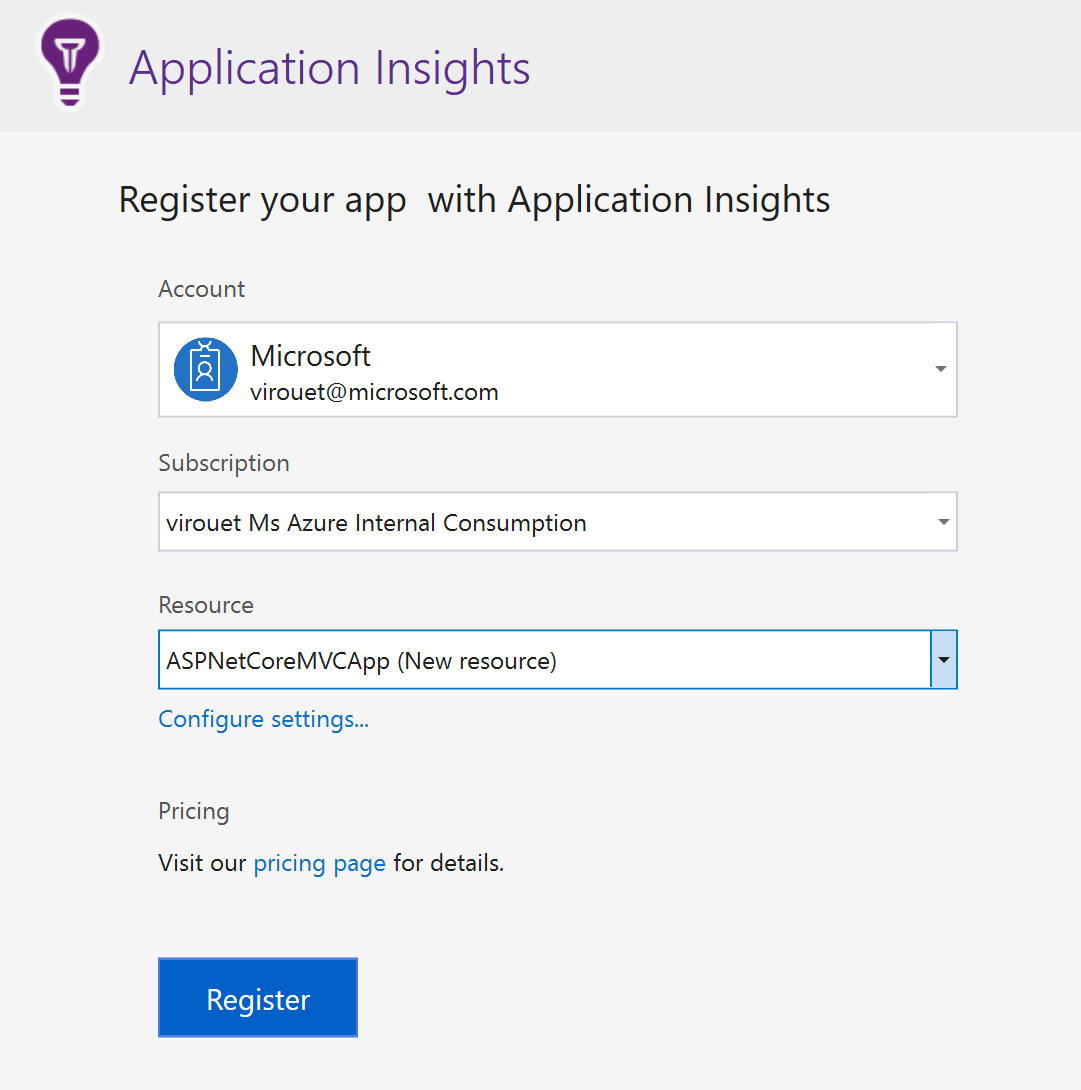 Application Insights
Register your app  with Application Insights
Account
Microsoft
virouet@microsoft.com
Subscription
virouet Ms Azure Internal Consumption
Resource
ASPNetCoreMVCApp (New resource)
Configure settings...
Pricing
Visit our pricing page for details.
Register